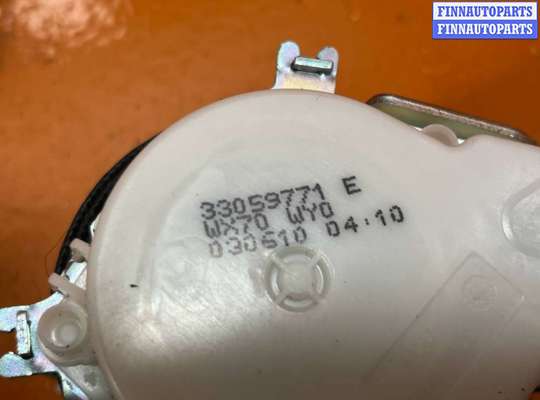 FINNAUTOPARTS
FINNAUTOPARTS
33059771 E
WX70 WY0
030610 04:10